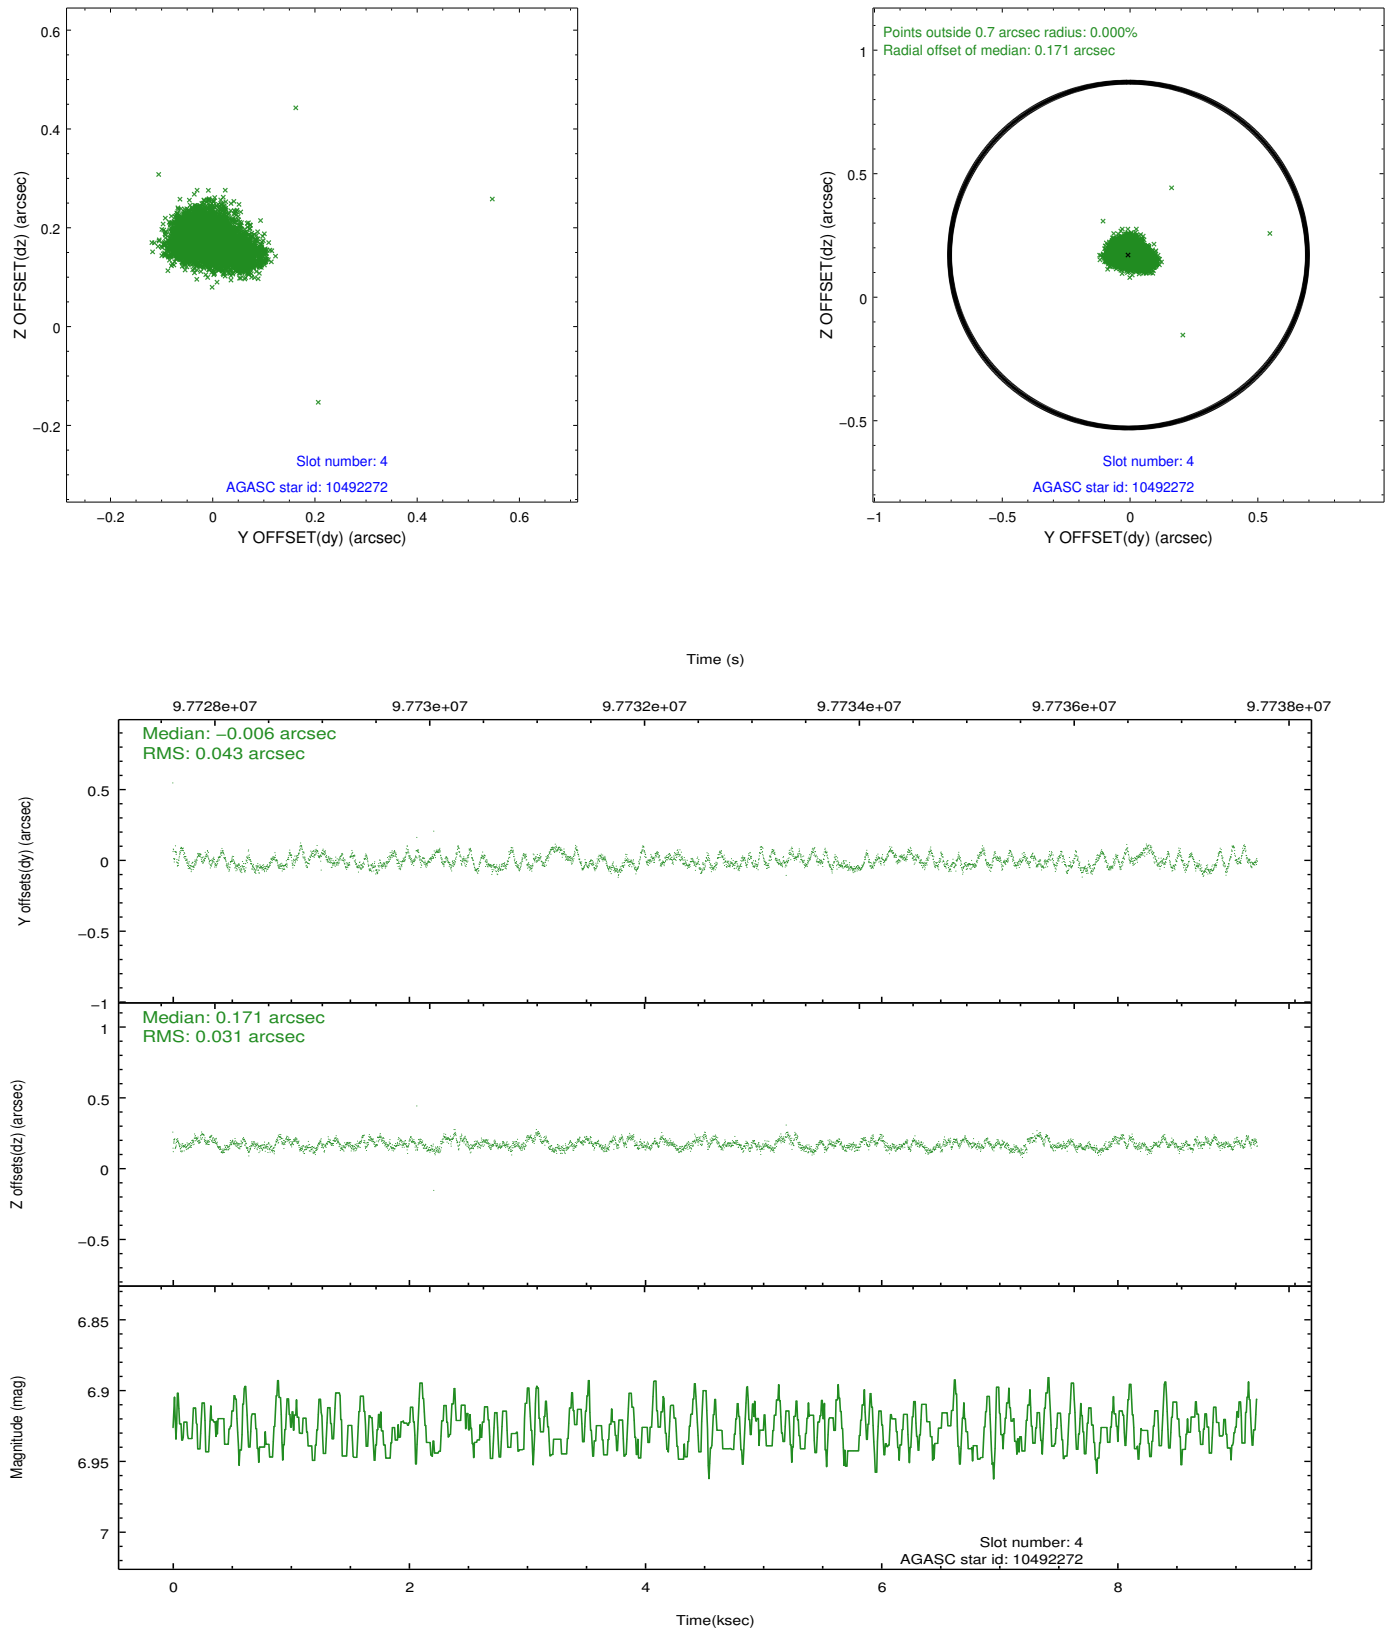 0.6
0.4
0.2
0
−0.2
−0.2
0
0.2
0.4
0.6
Z OFFSET(dz) (arcsec)
Y OFFSET(dy) (arcsec)
Slot number: 4
AGASC star id: 10492272
Points outside 0.7 arcsec radius: 0.000%
Radial offset of median: 0.171 arcsec
1
0.5
0
−0.5
−1
−0.5
0
0.5
Z OFFSET(dz) (arcsec)
Y OFFSET(dy) (arcsec)
Slot number: 4
AGASC star id: 10492272
Time (s)
9.7728e+07
9.773e+07
9.7732e+07
9.7734e+07
9.7736e+07
9.7738e+07
Median: −0.006 arcsec
RMS: 0.043 arcsec
0.5
0
−0.5
−1
Y offsets(dy) (arcsec)
Median: 0.171 arcsec
RMS: 0.031 arcsec
1
0.5
0
−0.5
Z offsets(dz) (arcsec)
6.85
6.9
6.95
7
Magnitude (mag)
Slot number: 4
AGASC star id: 10492272
0
2
4
6
8
Time(ksec)